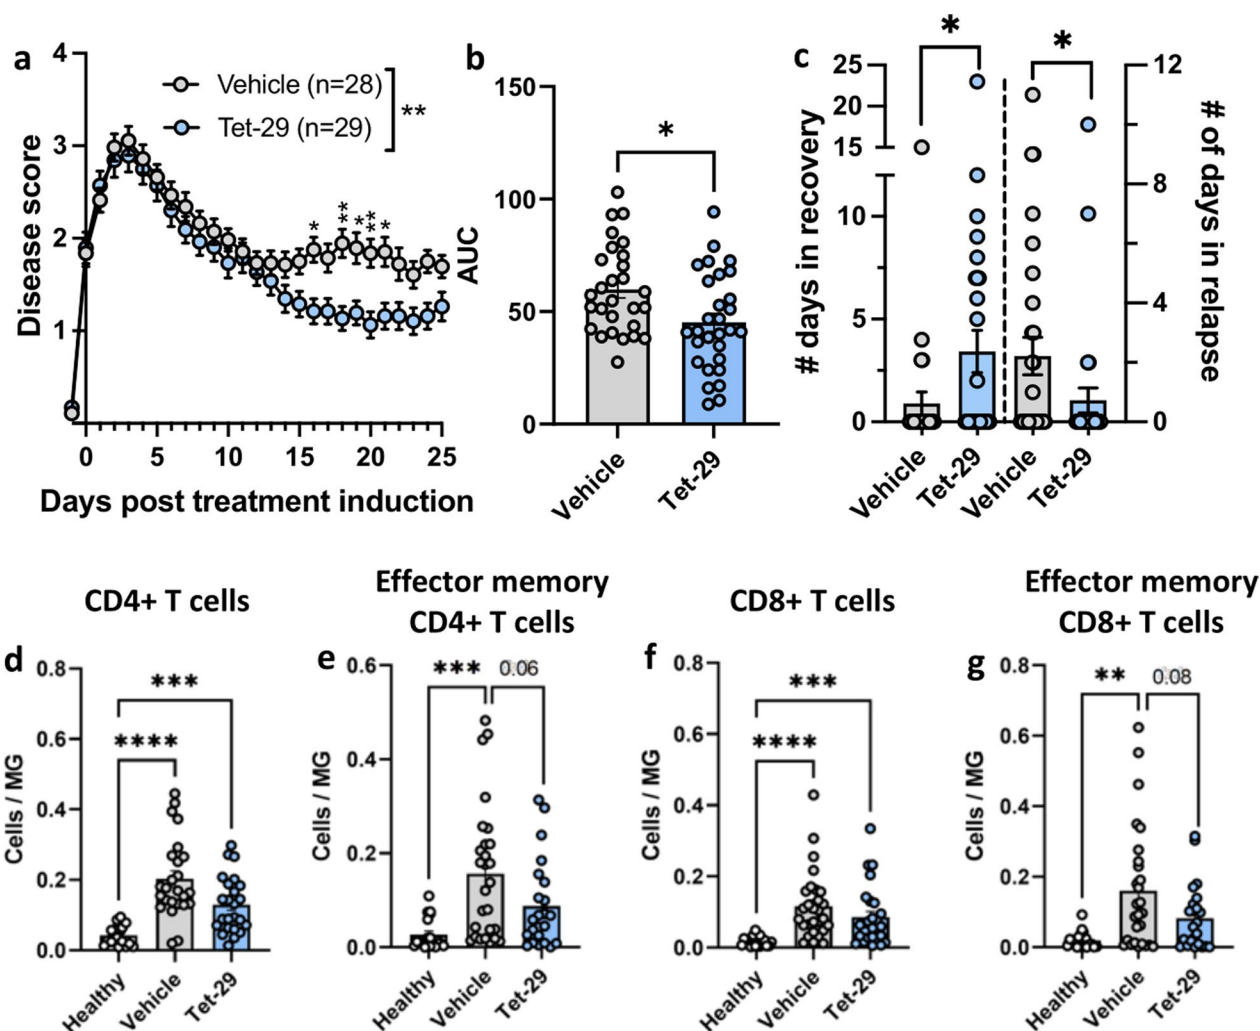 a
4
3
2
1
Disease score
Vehicle (n=28)
Tet-29 (n=29)
**
*
**
*
**
*
0
5
10
15
20
25
Days post treatment induction
b
150
100
50
0
AUC
*
Vehicle
Tet-29
c
25
20
15
10
5
0
# days in recovery
*
*
12
8
4
0
# of days in relapse
Vehicle
Tet-29
Vehicle
Tet-29
CD4+ T cells
d
0.8
0.6
0.4
0.2
0.0
Cells / MG
***
****
Healthy
Vehicle
Tet-29
Effector memory
CD4+ T cells
e
0.6
0.4
0.2
0.0
Cells / MG
***
0.06
Healthy
Vehicle
Tet-29
CD8+ T cells
f
0.8
0.6
0.4
0.2
0.0
Cells / MG
***
****
Healthy
Vehicle
Tet-29
Effector memory
CD8+ T cells
g
0.8
0.6
0.4
0.2
0.0
Cells / MG
**
0.08
Healthy
Vehicle
Tet-29